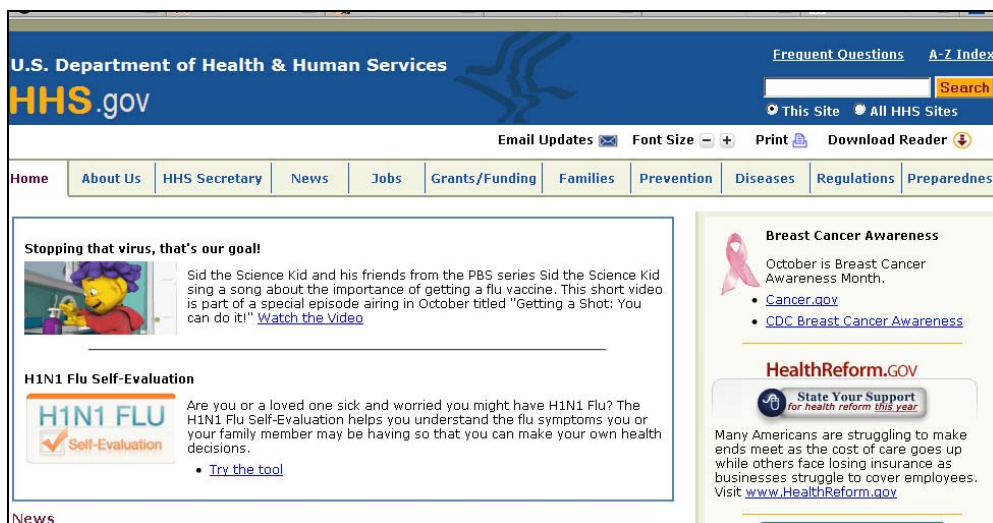 U.S. Department of Health & Human Services
HHS.gov
Frequent Questions A-Z Index
Search
This Site All HHS Sites
Email Updates Font Size Print Download Reader
Home About Us HHS Secretary News Jobs Grants/Funding Families Prevention Diseases Regulations Preparednes
Stopping that virus, that's our goal!
Sid the Science Kid and his friends from the PBS series Sid the Science Kid
sing a song about the importance of getting a flu vaccine. This short video
is part of a special episode airing in October titled "Getting a Shot: You
can do it!" Watch the Video
H1N1 Flu Self-Evaluation
H1N1 FLU
Self-Evaluation
Are you or a loved one sick and worried you might have H1N1 Flu? The
H1N1 Flu Self-Evaluation helps you understand the flu symptoms you or
your family member may be having so that you can make your own health
decisions.
• Try the tool
News
Breast Cancer Awareness
October is Breast Cancer
Awareness Month.
• Cancer.gov
• CDC Breast Cancer Awareness
HealthReform.GOV
State Your Support
for health reform this year
Many Americans are struggling to make
ends meet as the cost of care goes up
while others face losing insurance as
businesses struggle to cover employees.
Visit www.HealthReform.gov